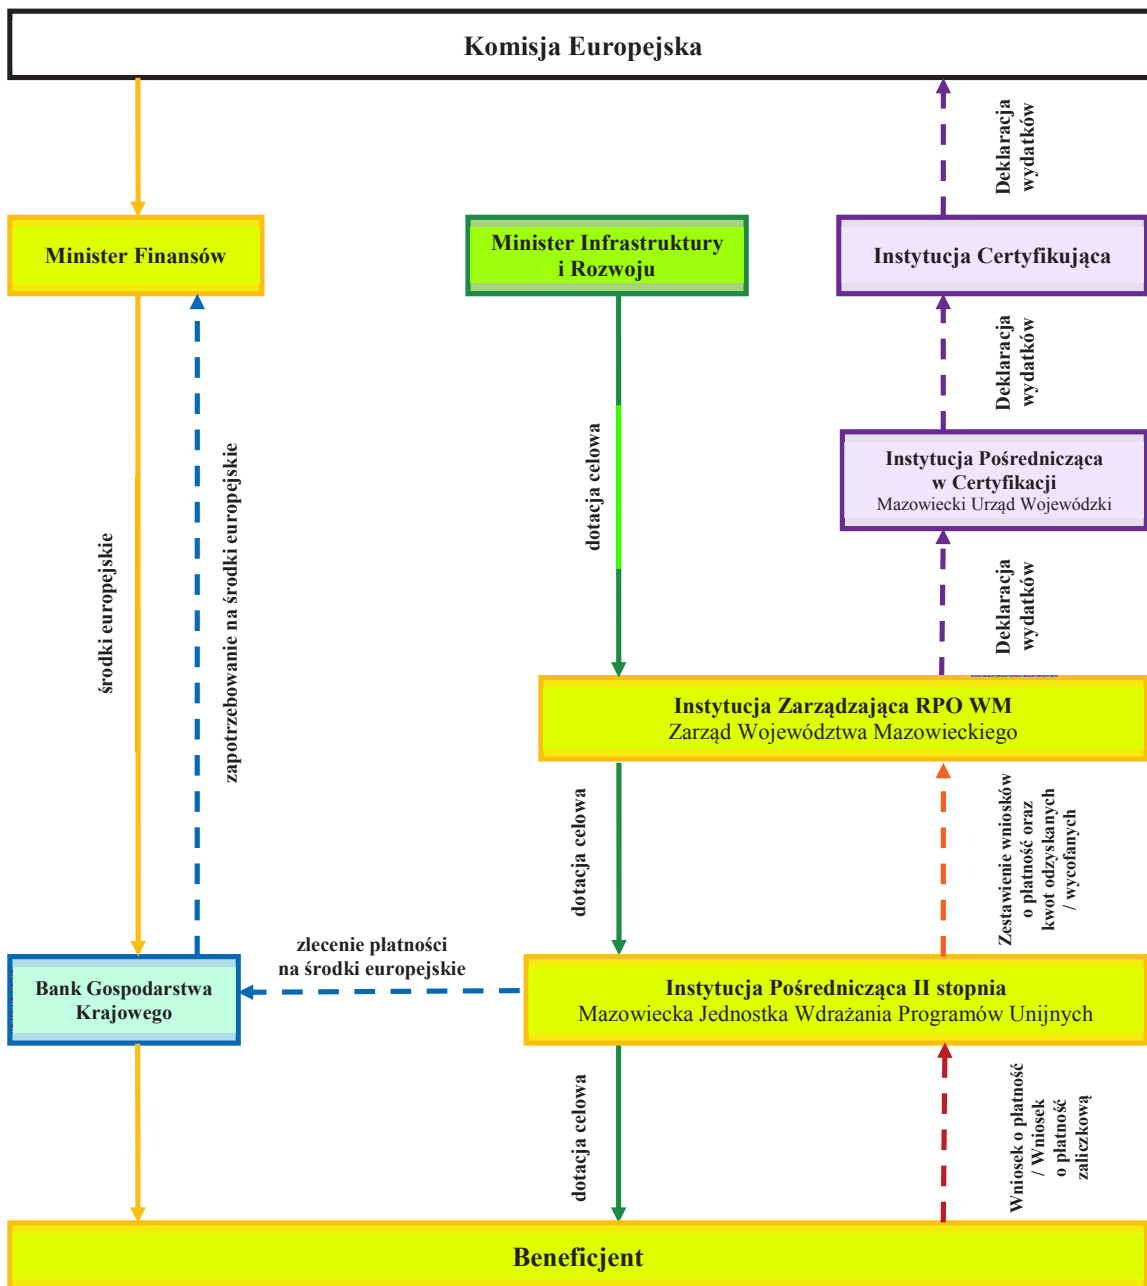 Komisja Europejska
Deklaracja
wydatków
Minister Finansów
Minister Infrastruktury
i Rozwoju
Instytucja Certyfikująca
Deklaracja
wydatków
środki europejskie
zapotrzebowanie na środki europejskie
dotacja celowa
Instytucja Pośrednicząca
w Certyfikacji
Mazowiecki Urząd Wojewódzki
Deklaracja
wydatków
Instytucja Zarządzająca RPO WM
Zarząd Województwa Mazowieckiego
dotacja celowa
Zestawienie wniosków
o płatność oraz
kwot odzyskanych
/ wycofanych
zlecenie płatności
na środki europejskie
Bank Gospodarstwa
Krajowego
Instytucja Pośrednicząca II stopnia
Mazowiecka Jednostka Wdrażania Programów Unijnych
dotacja celowa
Wniosek o płatność
/ Wniosek
o płatność
zaliczkową
Beneficjent